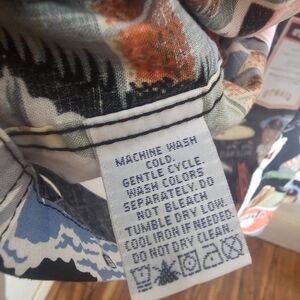 MACHINE WASH
COLD.
GENTLE CYCLE.
WASH COLORS
SEPARATELY. DO
NOT BLEACH
TUMBLE DRY LOW.
COOL IRON IF NEEDED.
DO NOT DRY CLEAN.